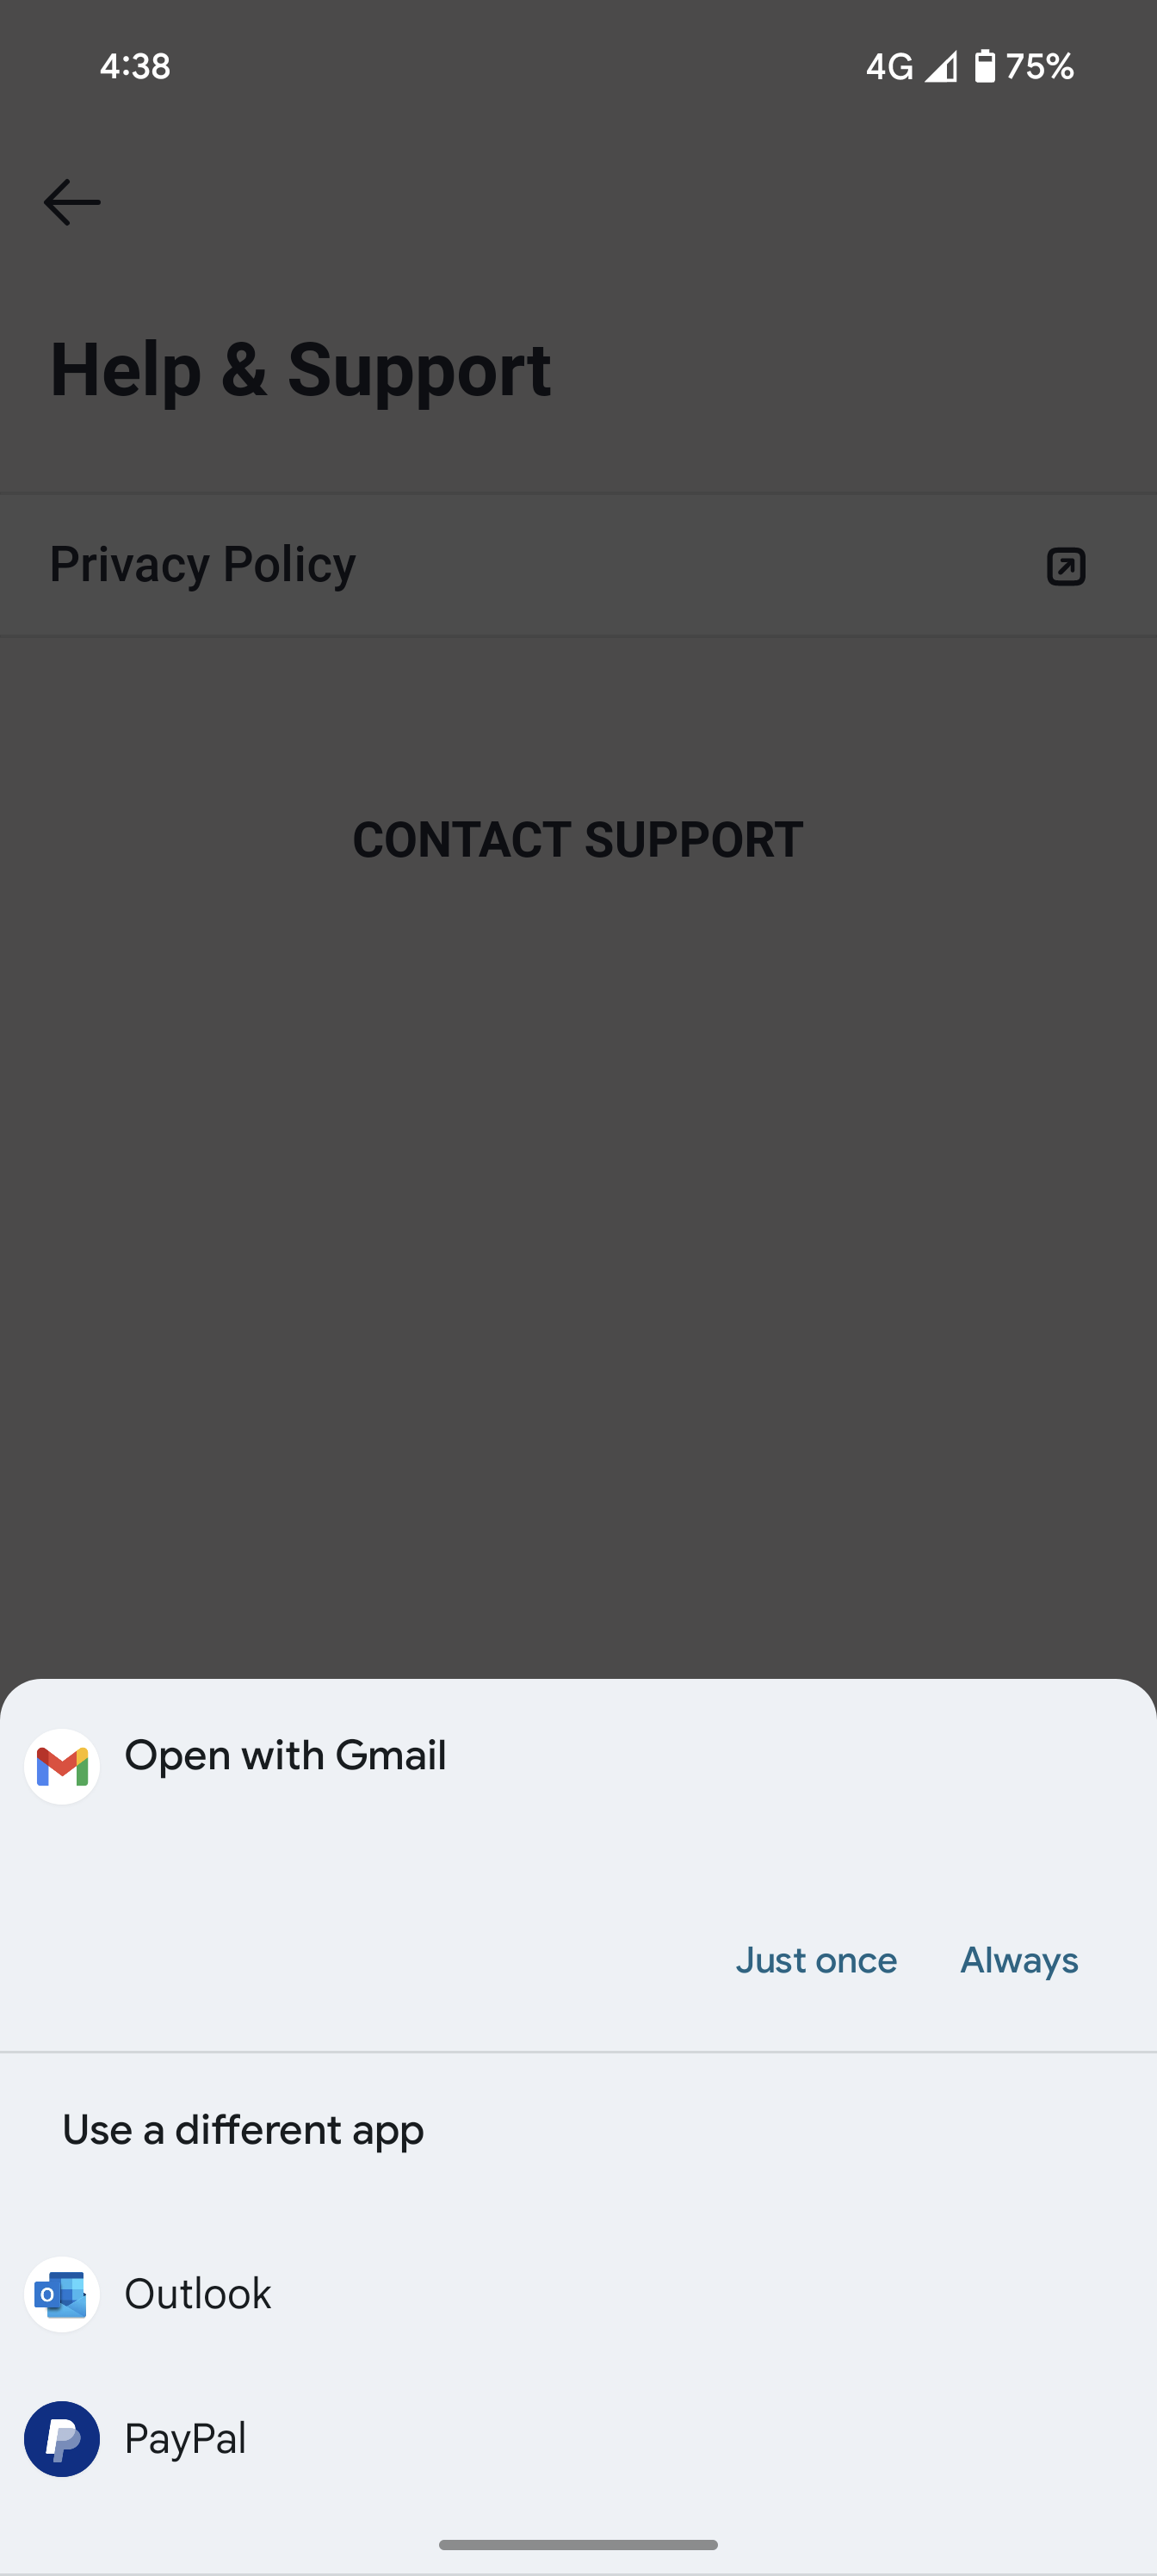 4:38
4G 75%
Help & Support
Privacy Policy
CONTACT SUPPORT
Open with Gmail
Just once
Always
Use a different app
Outlook
PayPal